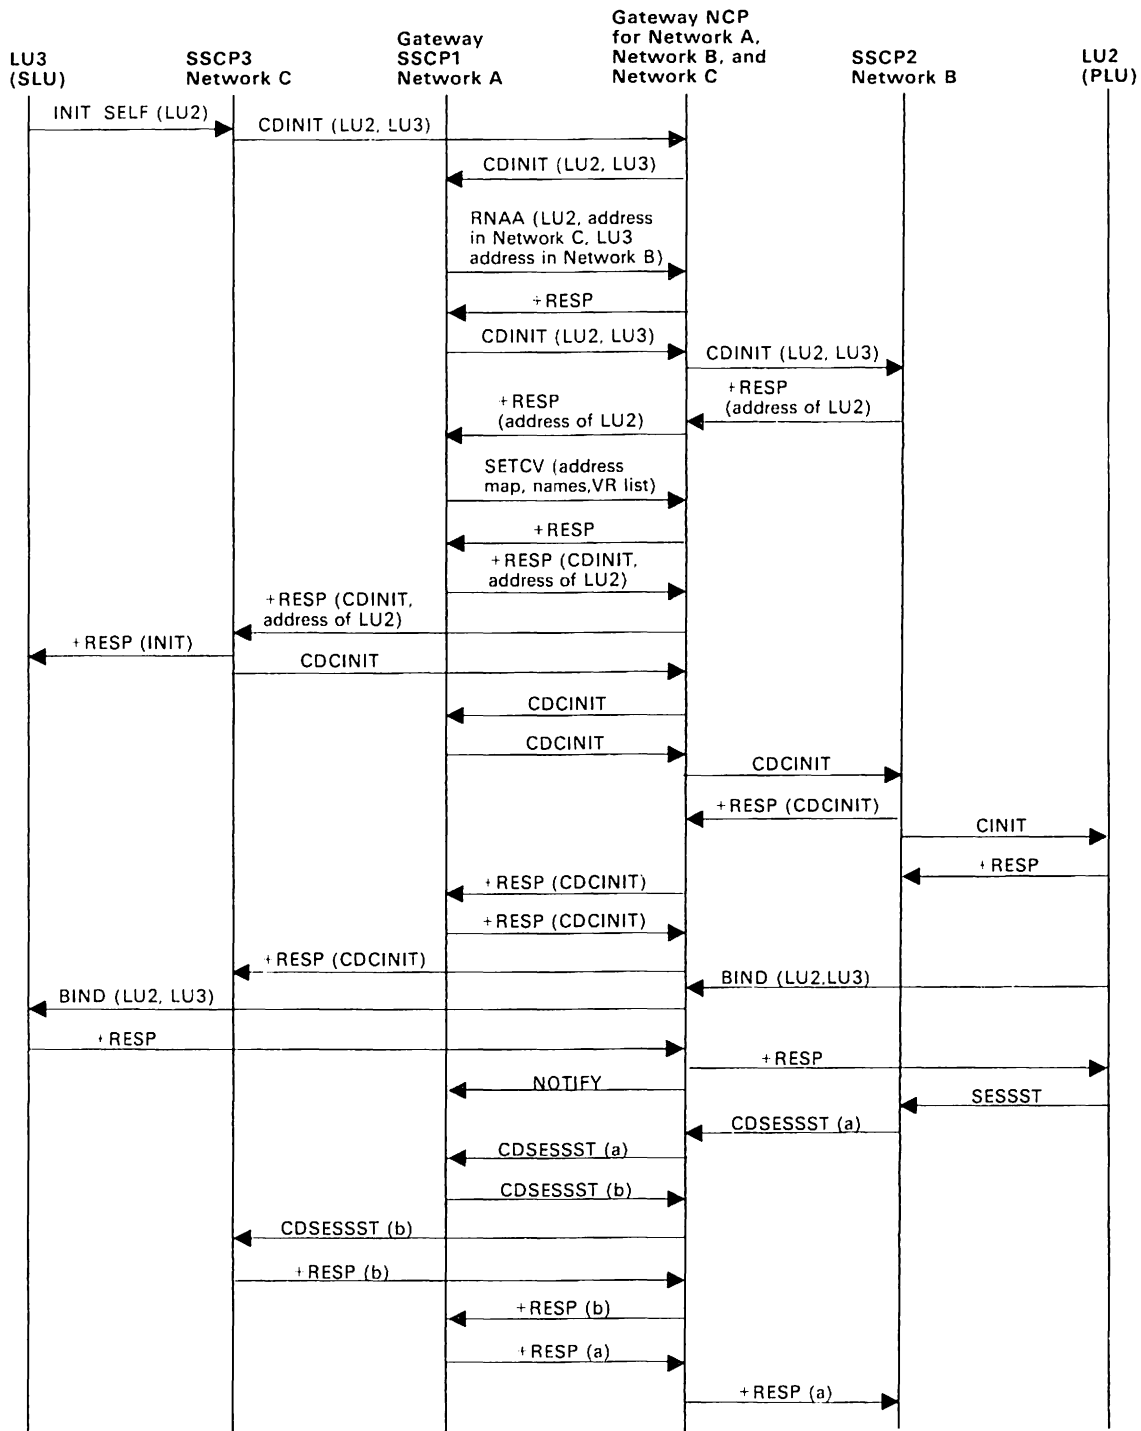 LU3
(SLU)
SSCP3
Network C
Gateway
SSCP1
Network A
Gateway NCP
for Network A,
Network B, and
Network C
SSCP2
Network B
LU2
(PLU)
INIT SELF (LU2)
CDINIT (LU2, LU3)
CDINIT (LU2, LU3)
RNAA (LU2, address
in Network C, LU3
address in Network B)
+RESP
CDINIT (LU2, LU3)
CDINIT (LU2, LU3)
+RESP
(address of LU2)
+RESP
(address of LU2)
SETCV (address
map, names,VR list)
+RESP
+RESP (CDINIT,
address of LU2)
+RESP (CDINIT,
address of LU2)
+RESP (INIT)
CDCINIT
CDCINIT
CDCINIT
CDCINIT
+RESP (CDCINIT)
CINIT
+RESP
+RESP (CDCINIT)
+RESP (CDCINIT)
+RESP (CDCINIT)
BIND (LU2,LU3)
BIND (LU2, LU3)
+RESP
+RESP
NOTIFY
SESSST
CDSESSST (a)
CDSESSST (a)
CDSESSST (b)
CDSESSST (b)
+RESP (b)
+RESP (b)
+RESP (a)
+RESP (a)